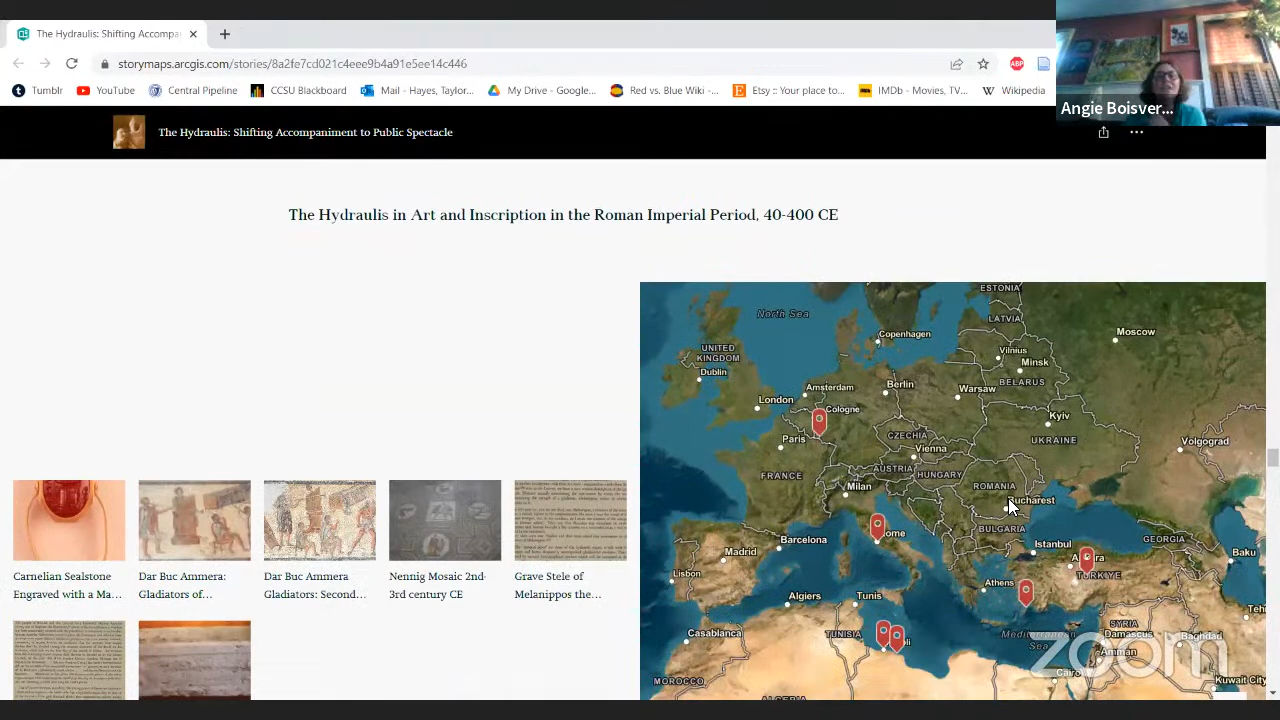 The Hydraulis: Shifting Accompa
storymaps.arcgis.com/stories/8a2fe7cd021c4eee9b4a91e5ee14c446
ABP
Tumblr
YouTube
Central Pipeline
CCSU Blackboard
Mail - Hayes, Taylor...
My Drive - Google...
Red vs. Blue Wiki -...
Etsy :: Your place to...
IMDb - Movies, TV...
Wikipedia
Angie Boisver...
The Hydraulis: Shifting Accompaniment to Public Spectacle
The Hydraulis in Art and Inscription in the Roman Imperial Period, 40-400 CE
ESTONIA
North Sea
LATVIA
Copenhagen
Moscow
UNITED
KINGDOM
Vilnius
Minsk
Dublin
BELARUS
Amsterdam
Berlin
Warsaw
London
Cologne
Kyiv
Paris
CZECHIA
UKRAINE
Volgograd
Vienna
FRANCE
AUSTRIA
HUNGARY
Milan
ROMANIA
Bucharest
BULGARIA
Madrid
Barcelona
Istanbul
GEORGIA
Baku
Lisbon
Athens
TÜRKİYE
Algiers
Tunis
SYRIA
Casablanca
TUNISIA
Mediterranean
Sea
Damascus
Baghdad
Amman
Cairo
MOROCCO
Kuwait City
zoom
Carnelian Sealstone
Engraved with a Ma...
Dar Buc Ammera:
Gladiators of...
Dar Buc Ammera
Gladiators: Second...
Nennig Mosaic 2nd-
3rd century CE
Grave Stele of
Melanippos the...